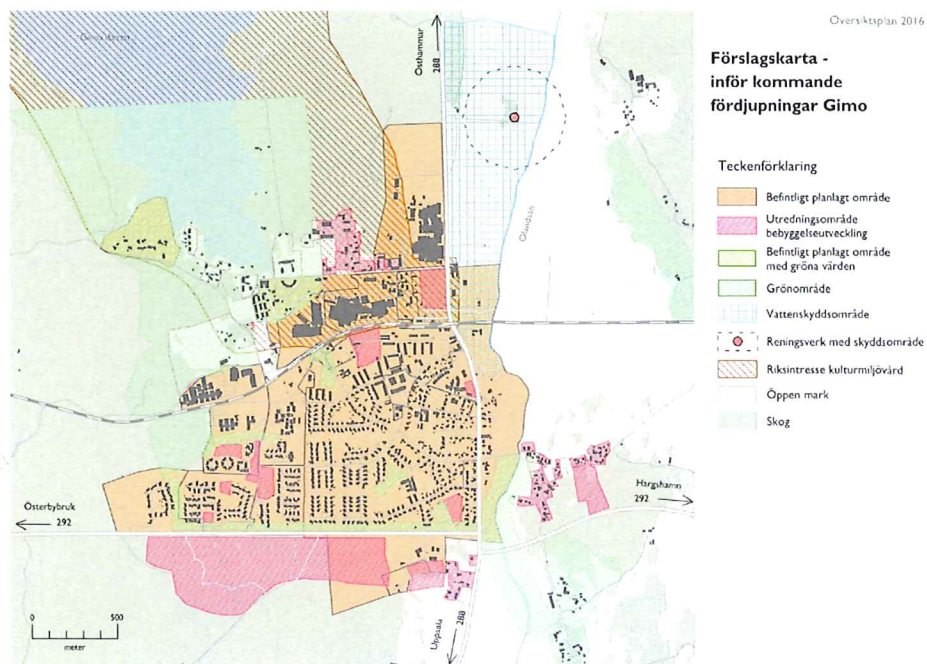 Översiktsplan 2016
Förslagskarta -
inför kommande
fördjupningar Gimo
Teckenförklaring
Befintligt planlagt område
Utredningsområde
bebyggelseutveckling
Befintligt planlagt område
med gröna värden
Grönområde
Vattenskyddsområde
Reningsverk med skyddsområde
Riksintresse kulturmiljövård
Öppen mark
Skog
Östhammar
288
Olandsån
Hargshamn
292
Österbybruk
292
Uppsala
288
0 500
meter